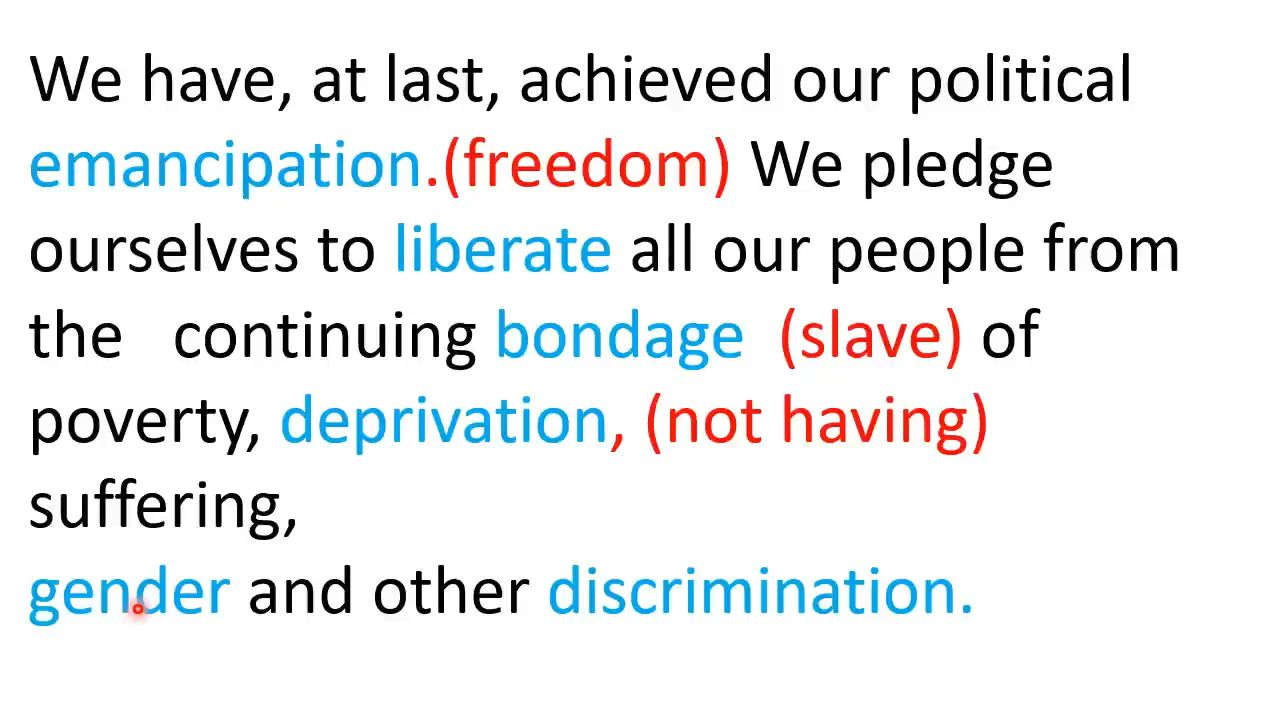 We have, at last, achieved our political
emancipation.(freedom) We pledge
ourselves to liberate all our people from
the   continuing bondage  (slave) of
poverty, deprivation, (not having)
suffering,
gender and other discrimination.